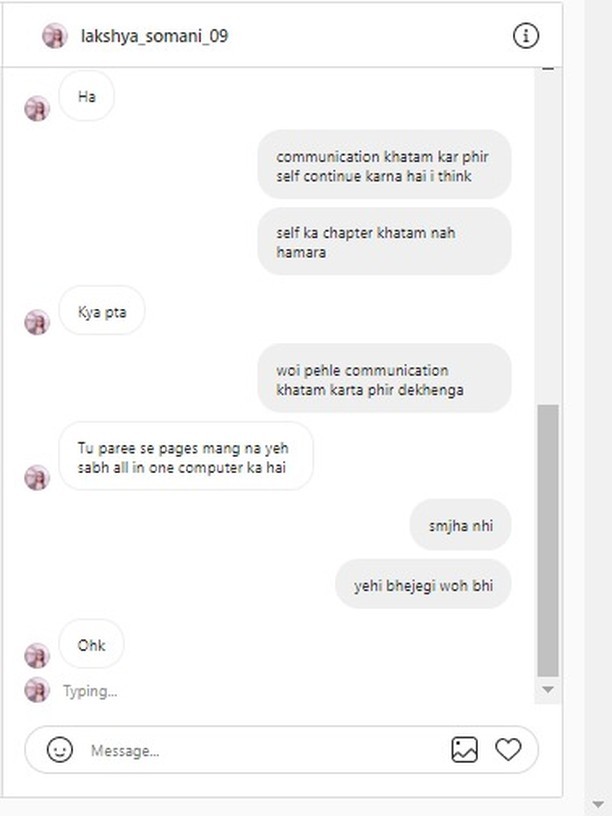 lakshya_somani_09
Ha
communication khatam kar phir
self continue karna hai i think
self ka chapter khatam nah
hamara
Kya pta
woi pehle communication
khatam karta phir dekhenga
Tu paree se pages mang na yeh
sabh all in one computer ka hai
smjha nhi
yehi bhejegi woh bhi
Ohk
Typing...
Message...